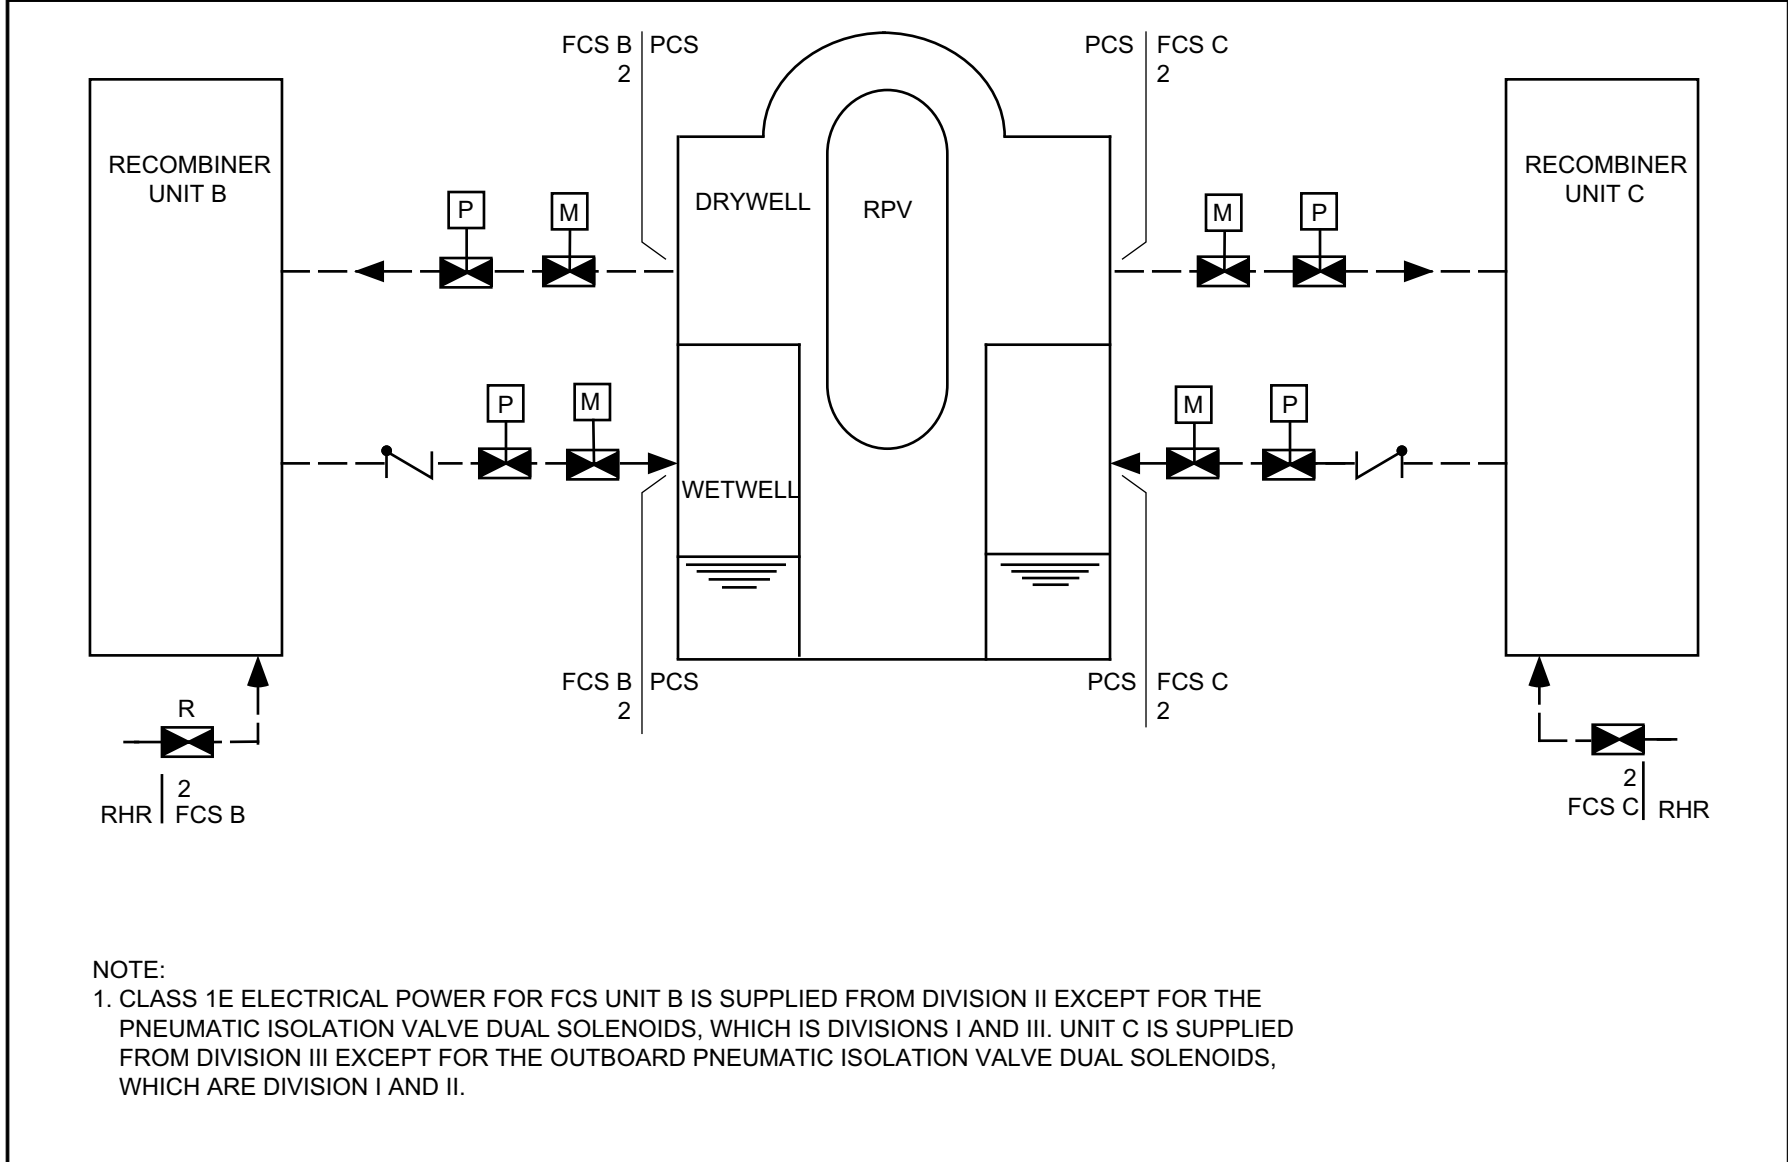 FCS B PCS
2
PCS FCS C
2
RECOMBINER
UNIT B
RECOMBINER
UNIT C
P
M
DRYWELL
RPV
M
P
P
M
M
P
WETWELL
FCS B PCS
2
PCS FCS C
2
R
2
RHR FCS B
2
FCS C RHR
NOTE:
1. CLASS 1E ELECTRICAL POWER FOR FCS UNIT B IS SUPPLIED FROM DIVISION II EXCEPT FOR THE
PNEUMATIC ISOLATION VALVE DUAL SOLENOIDS, WHICH IS DIVISIONS I AND III. UNIT C IS SUPPLIED
FROM DIVISION III EXCEPT FOR THE OUTBOARD PNEUMATIC ISOLATION VALVE DUAL SOLENOIDS,
WHICH ARE DIVISION I AND II.